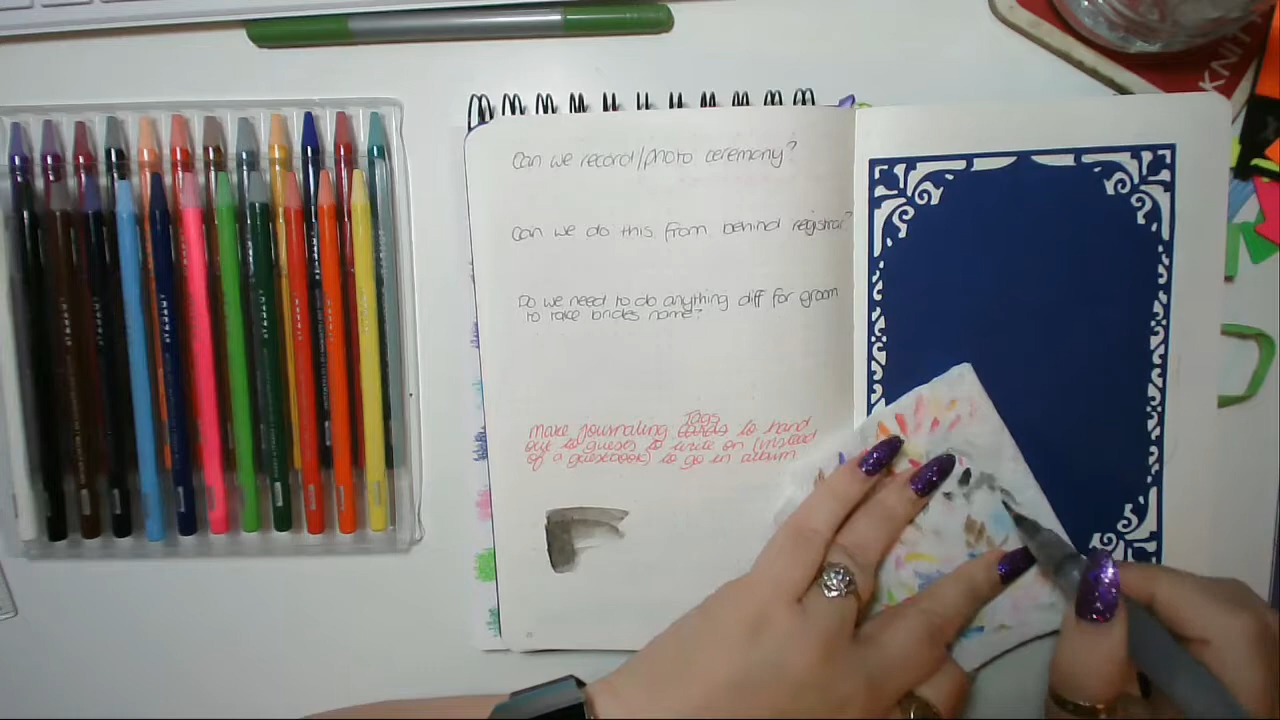 Can we record/photo ceremony?
Can we do this from behind registrar?
Do we need to do anything diff for groom
to take brides name?
Tags
Make journaling cards to hand
out to guests to write on (instead
of a guestbook) to go in album
KNIT